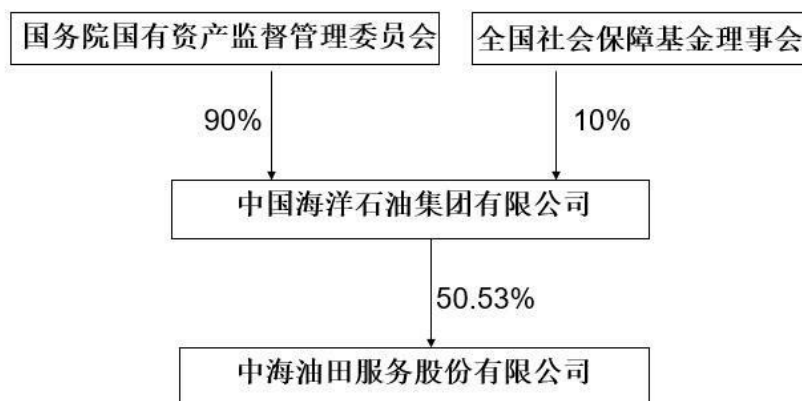 国务院国有资产监督管理委员会
全国社会保障基金理事会
90%
10%
中国海洋石油集团有限公司
50.53%
中海油田服务股份有限公司